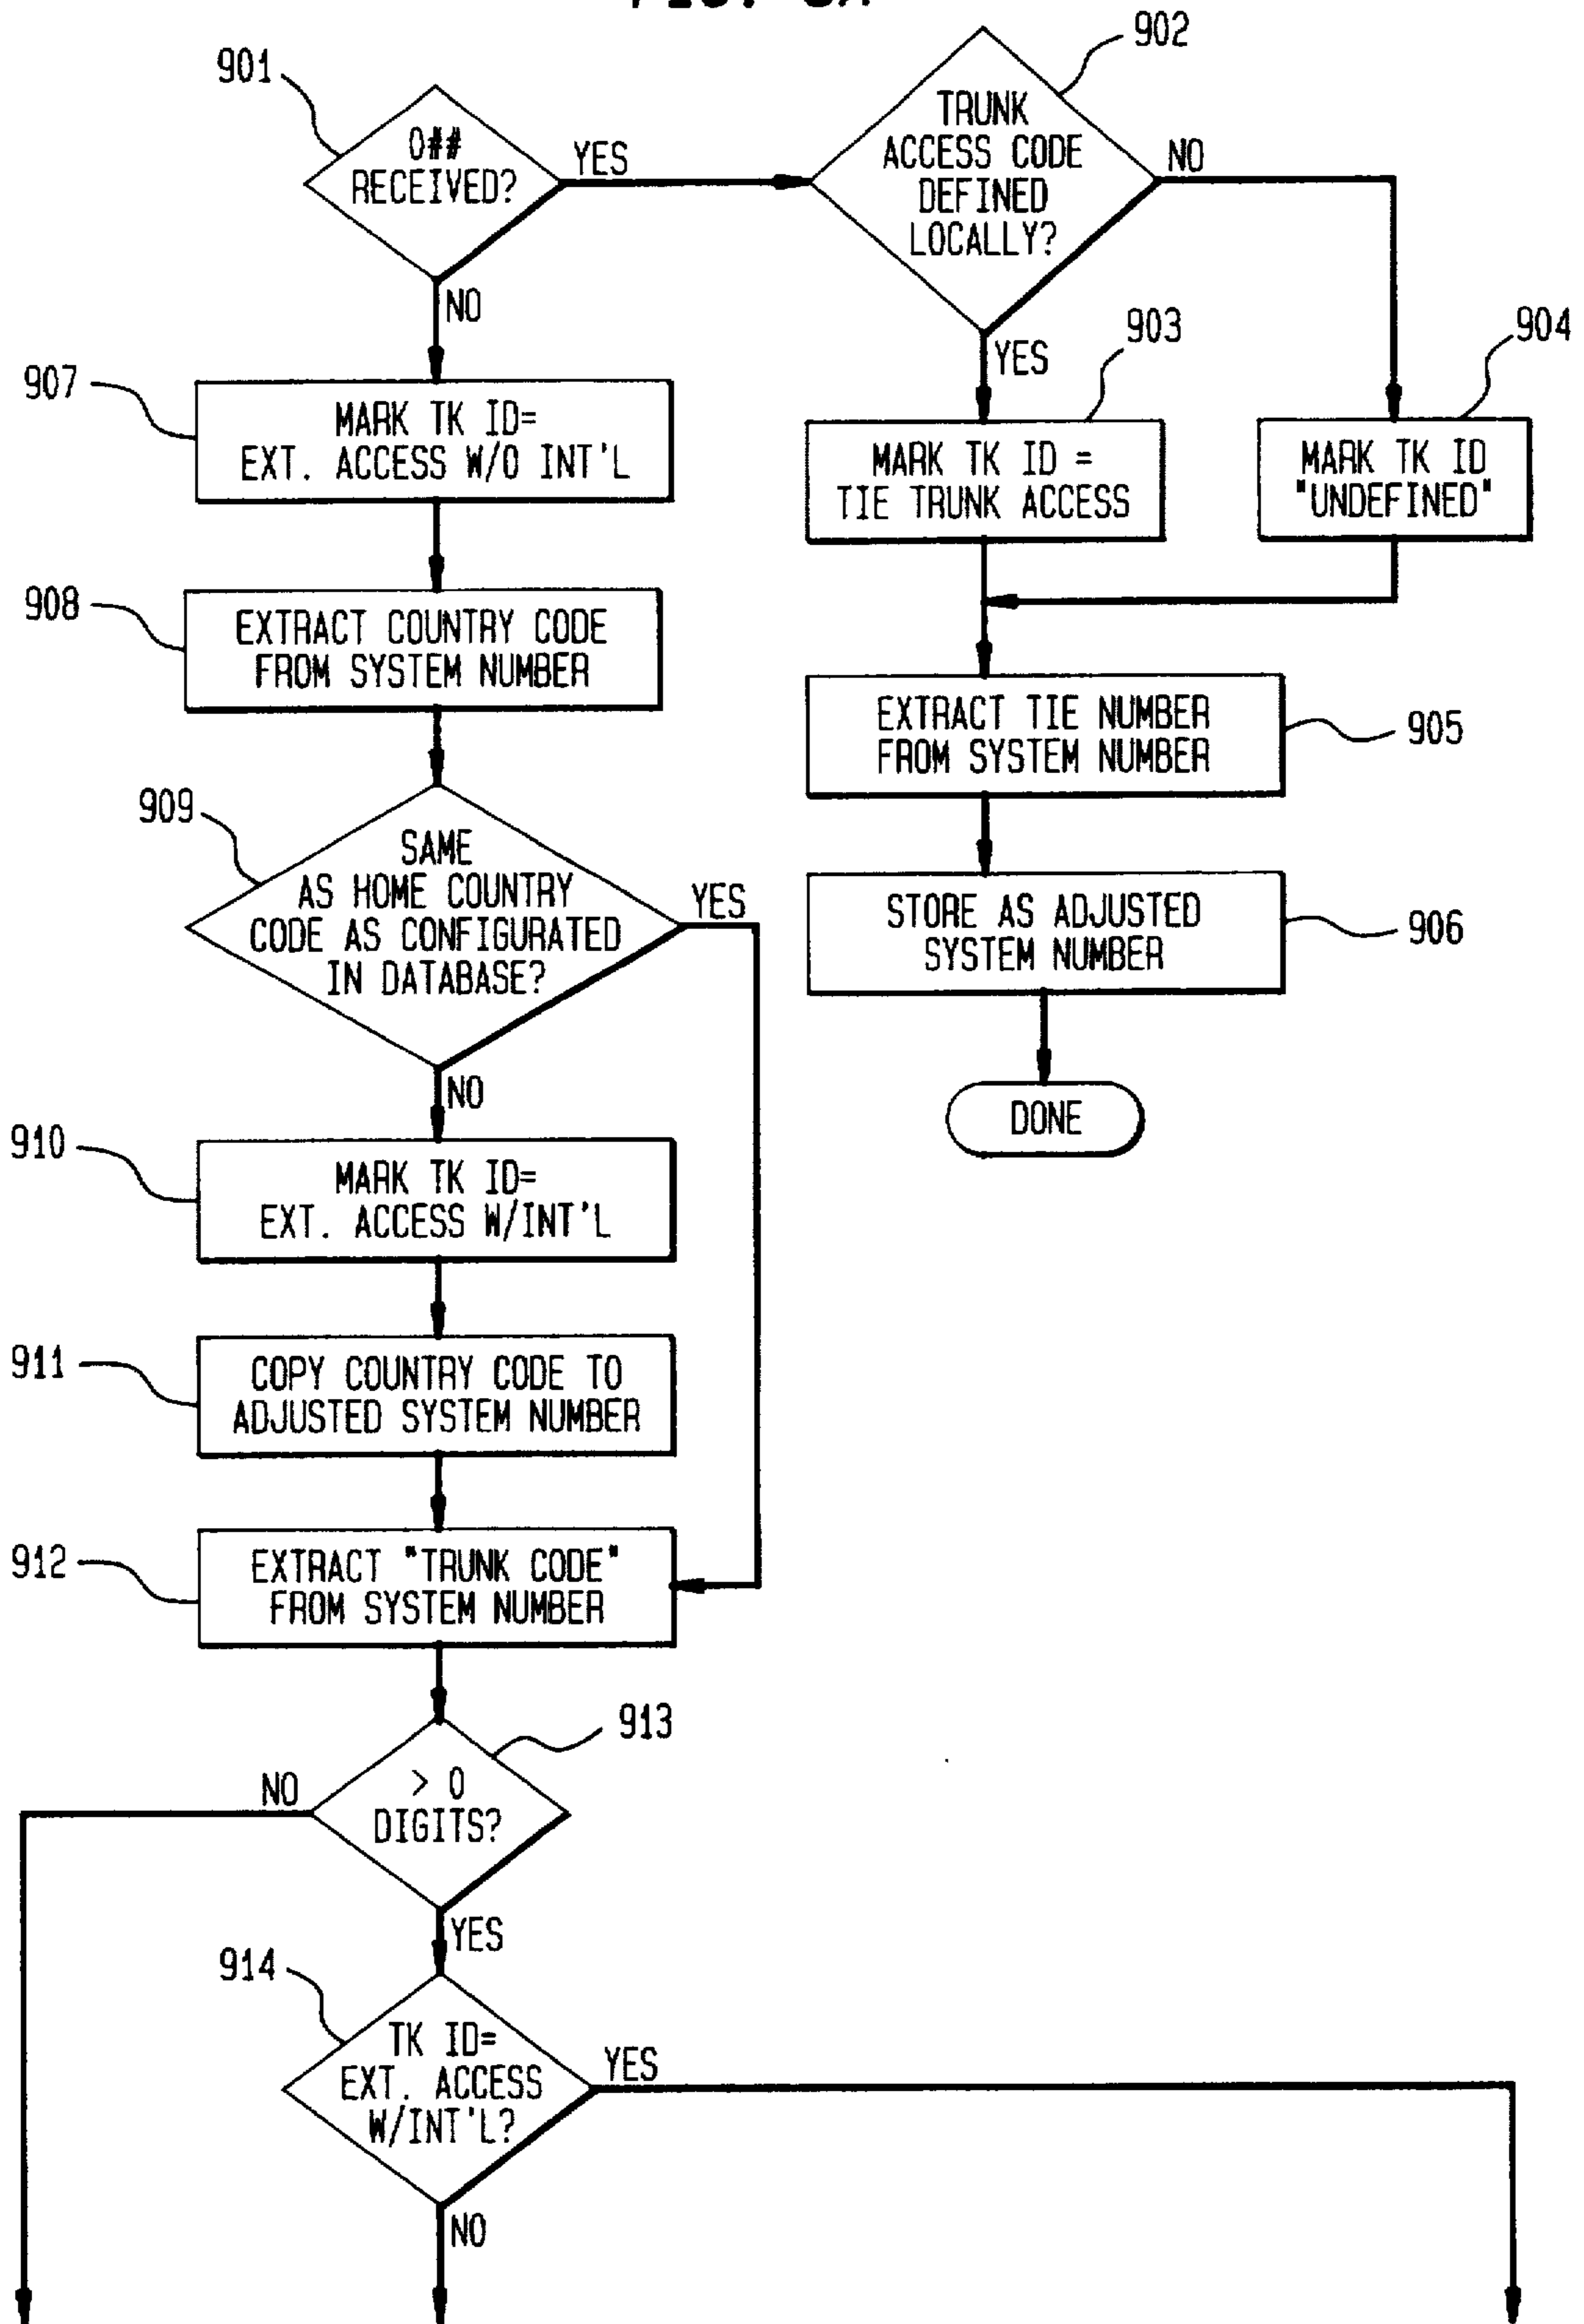 901
0##
RECEIVED?
YES
NO
902
TRUNK
ACCESS CODE
DEFINED
LOCALLY?
NO
YES
903
MARK TK ID =
TIE TRUNK ACCESS
904
MARK TK ID
"UNDEFINED"
905
EXTRACT TIE NUMBER
FROM SYSTEM NUMBER
906
STORE AS ADJUSTED
SYSTEM NUMBER
DONE
907
MARK TK ID=
EXT. ACCESS W/O INT'L
908
EXTRACT COUNTRY CODE
FROM SYSTEM NUMBER
909
SAME
AS HOME COUNTRY
CODE AS CONFIGURATED
IN DATABASE?
YES
NO
910
MARK TK ID=
EXT. ACCESS W/INT'L
911
COPY COUNTRY CODE TO
ADJUSTED SYSTEM NUMBER
912
EXTRACT "TRUNK CODE"
FROM SYSTEM NUMBER
913
> 0
DIGITS?
NO
YES
914
TK ID=
EXT. ACCESS
W/INT'L?
YES
NO